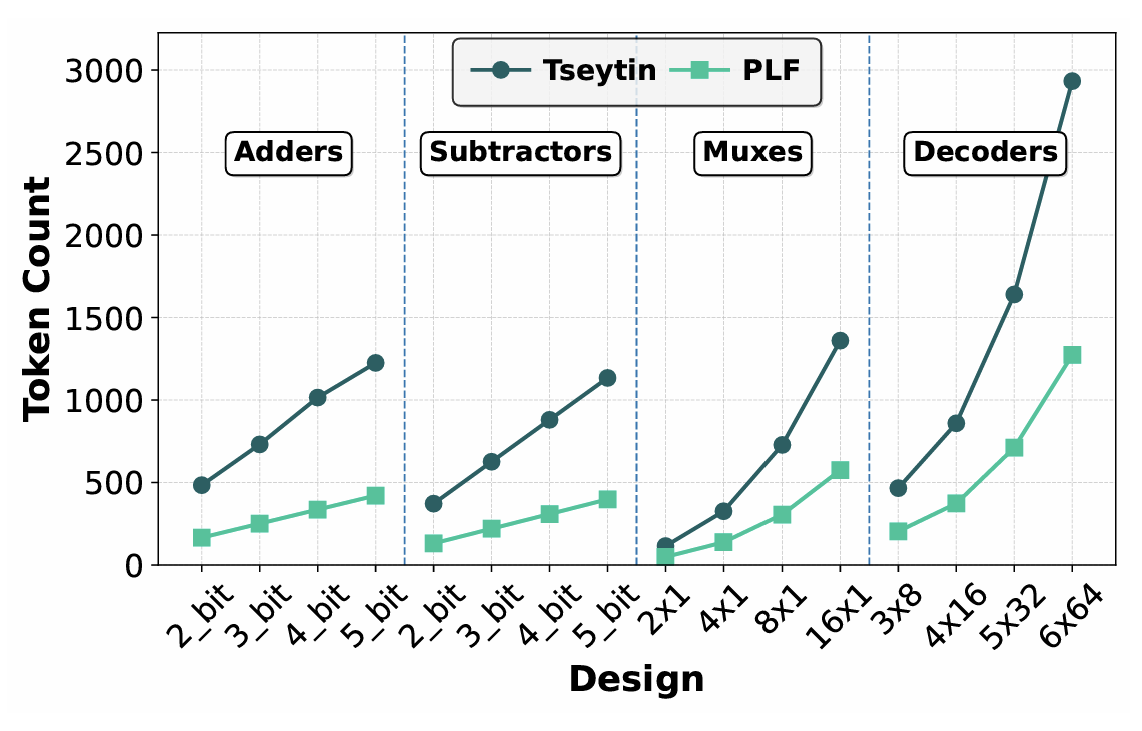 Tseytin PLF
Adders Subtractors Muxes Decoders
Token Count
3000
2500
2000
1500
1000
500
0
2_bit 3_bit 4_bit 5_bit 2_bit 3_bit 4_bit 5_bit 2x1 4x1 8x1 16x1 3x8 4x16 5x32 6x64
Design